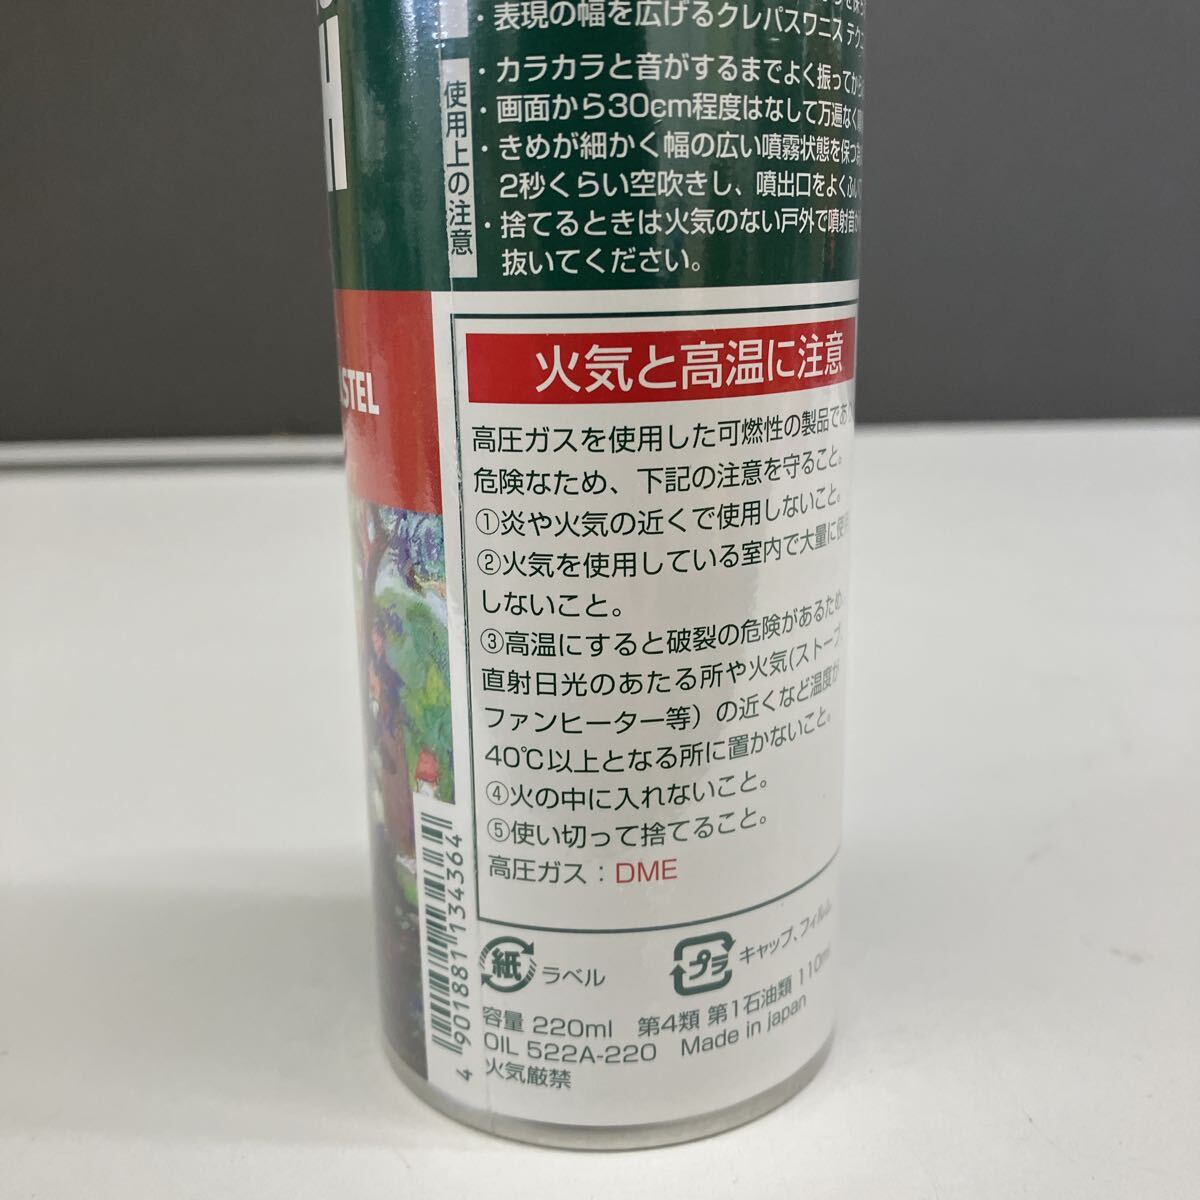 ・表現の幅を広げるクレパスワニス テクニ
使用上の注意
・カラカラと音がするまでよく振ってから
・画面から30cm程度はなして万遍なく
・きめが細かく幅の広い噴霧状態を保つ
2秒くらい空吹きし、噴出口をよくふい
・捨てるときは火気のない戸外で噴射音が
抜いてください。
STEL
火気と高温に注意
高圧ガスを使用した可燃性の製品であり
危険なため、下記の注意を守ること。
①炎や火気の近くで使用しないこと。
②火気を使用している室内で大量に使用
しないこと。
③高温にすると破裂の危険があるため、
直射日光のあたる所や火気(ストーブ、
ファンヒーター等）の近くなど温度が
40℃以上となる所に置かないこと。
④火の中に入れないこと。
⑤使い切って捨てること。
高圧ガス：DME
紙 ラベル
プラ キャップ、フィルム
容量 220ml 第4類 第1石油類 110ml
OIL 522A-220 Made in japan
火気厳禁
4 901881 134364